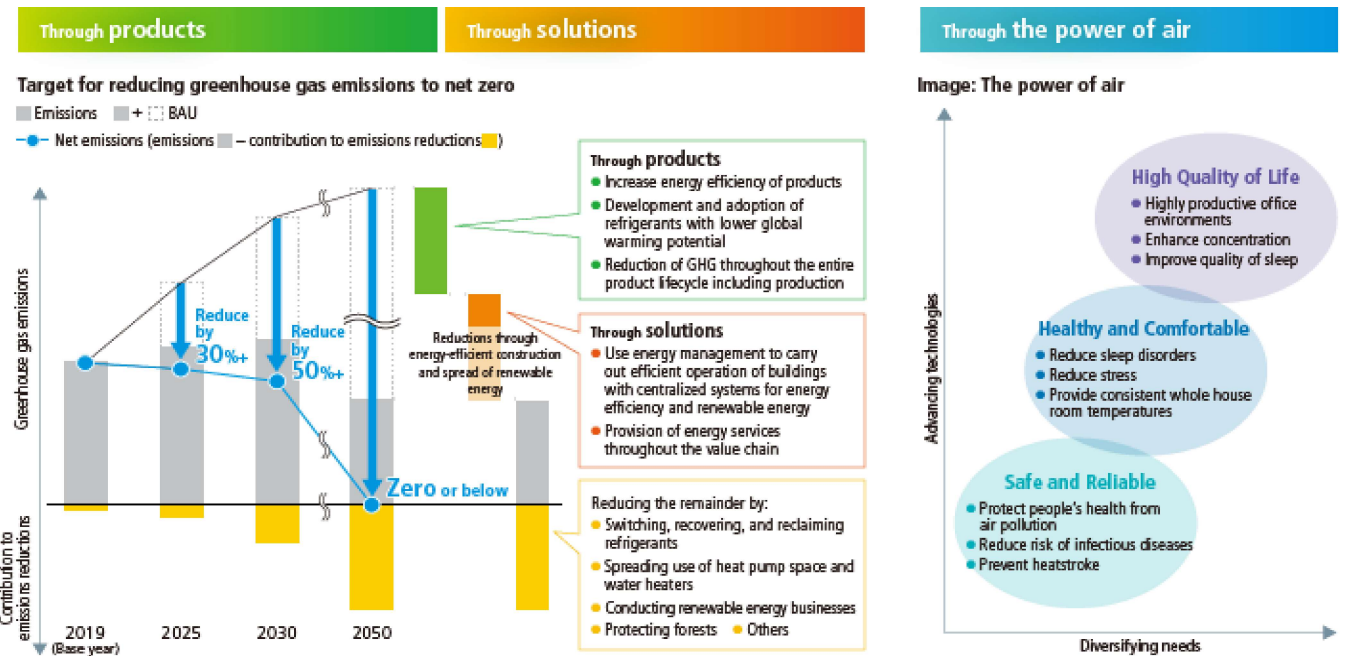 Through products
Through solutions
Through the power of air
Target for reducing greenhouse gas emissions to net zero
Emissions + BAU
Net emissions (emissions – contribution to emissions reductions )
Greenhouse gas emissions
Contribution to
emissions reductions
Reduce
by
30%+
Reduce
by
50%+
Zero or below
2019
(Base year)
2025
2030
2050
Reductions through
energy-efficient construction
and spread of renewable
energy
Through products
● Increase energy efficiency of products
● Development and adoption of
refrigerants with lower global
warming potential
● Reduction of GHG throughout the entire
product lifecycle including production
Through solutions
● Use energy management to carry
out efficient operation of buildings
with centralized systems for energy
efficiency and renewable energy
● Provision of energy services
throughout the value chain
Reducing the remainder by:
● Switching, recovering, and reclaiming
refrigerants
● Spreading use of heat pump space and
water heaters
● Conducting renewable energy businesses
● Protecting forests ● Others
Image: The power of air
Advancing technologies
High Quality of Life
● Highly productive office
environments
● Enhance concentration
● Improve quality of sleep
Healthy and Comfortable
● Reduce sleep disorders
● Reduce stress
● Provide consistent whole house
room temperatures
Safe and Reliable
● Protect people's health from
air pollution
● Reduce risk of infectious diseases
● Prevent heatstroke
Diversifying needs